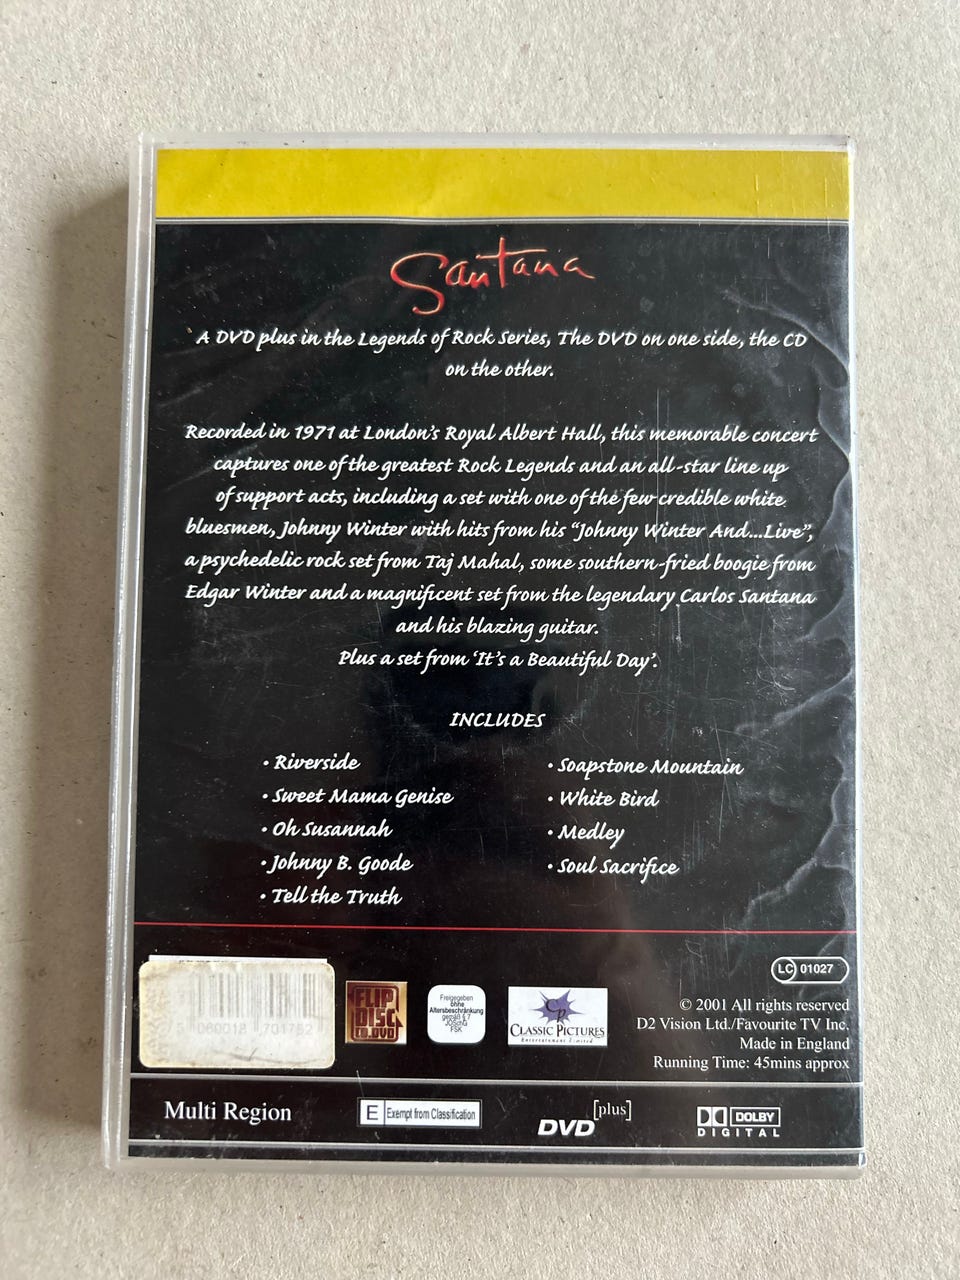 Santana
A DVD plus in the Legends of Rock Series, The DVD on one side, the CD
on the other.
Recorded in 1971 at London's Royal Albert Hall, this memorable concert
captures one of the greatest Rock Legends and an all-star line up
of support acts, including a set with one of the few credible white
bluesmen, Johnny Winter with hits from his "Johnny Winter And...Live",
a psychedelic rock set from Taj Mahal, some southern-fried boogie from
Edgar Winter and a magnificent set from the legendary Carlos Santana
and his blazing guitar.
Plus a set from 'It's a Beautiful Day'.
INCLUDES
• Riverside
• Sweet Mama Genise
• Oh Susannah
• Johnny B. Goode
• Tell the Truth
• Soapstone Mountain
• White Bird
• Medley
• Soul Sacrifice
LC 01027
FLIP
DISC
CD.DVD
Freigegeben
ohne
Altersbeschränkung
gemäß § 7
JÖSchG
FSK
CP
CLASSIC PICTURES
Entertainment Limited
© 2001 All rights reserved
D2 Vision Ltd./Favourite TV Inc.
Made in England
Running Time: 45mins approx
Multi Region
E Exempt from Classification
DVD [plus]
DOLBY
DIGITAL